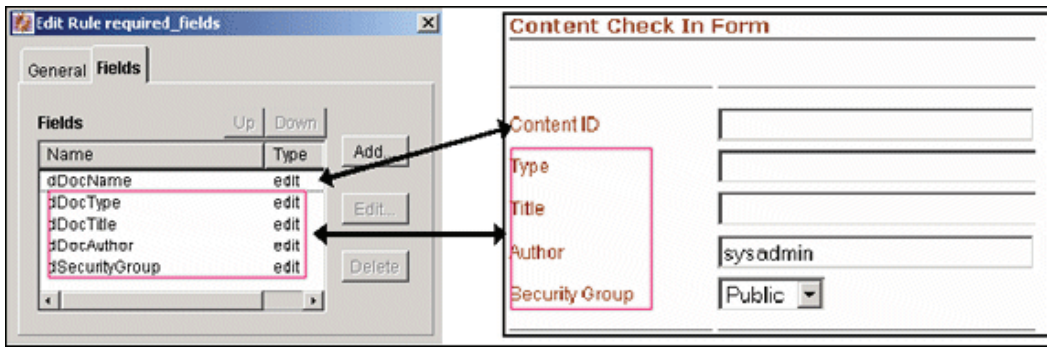 Edit Rule required_fields
General Fields
Fields Up Down
Name Type
dDocName edit
dDocType edit
dDocTitle edit
dDocAuthor edit
dSecurityGroup edit
Add...
Edit...
Delete
Content Check In Form
Content ID
Type
Title
Author sysadmin
Security Group Public